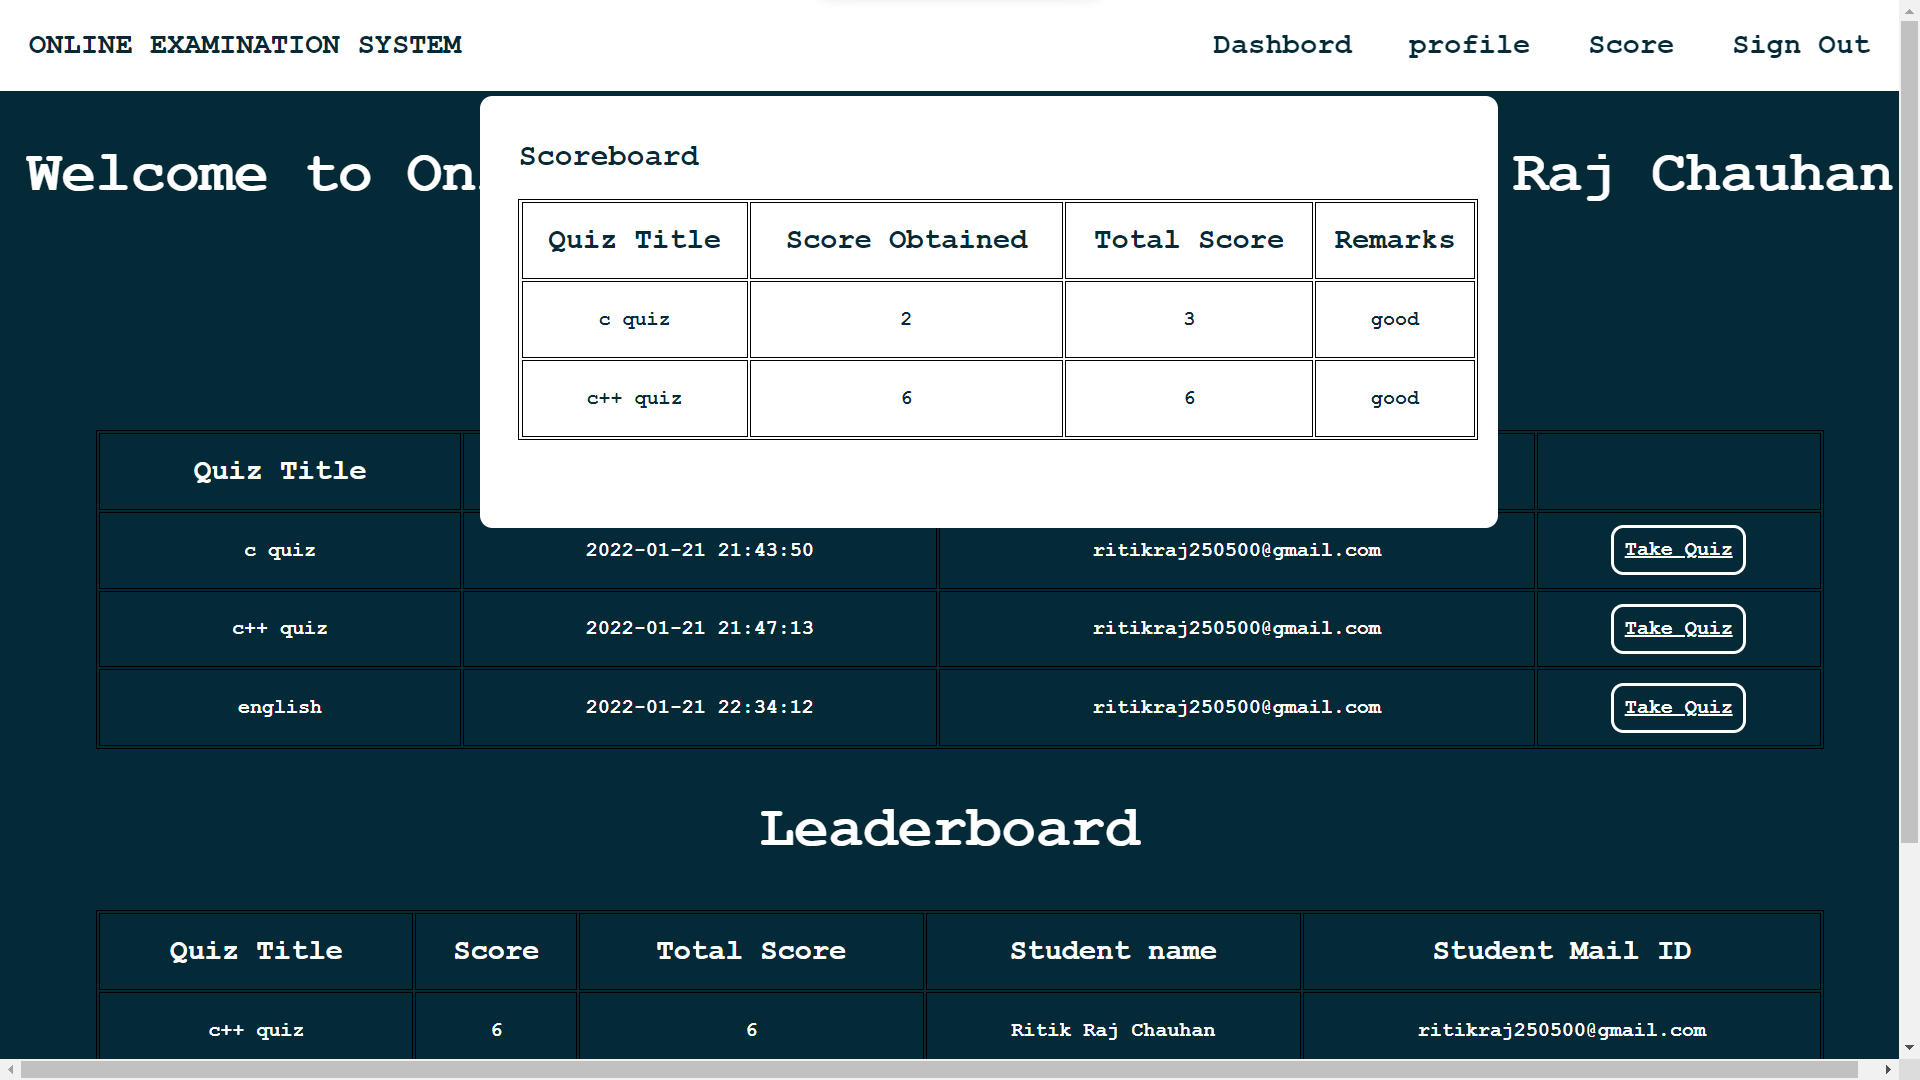 ONLINE EXAMINATION SYSTEM Dashbord profile Score Sign Out
Welcome to On Raj Chauhan
Scoreboard
Quiz Title Score Obtained Total Score Remarks
c quiz 2 3 good
c++ quiz 6 6 good
Quiz Title
c quiz 2022-01-21 21:43:50 ritikraj250500@gmail.com Take Quiz
c++ quiz 2022-01-21 21:47:13 ritikraj250500@gmail.com Take Quiz
english 2022-01-21 22:34:12 ritikraj250500@gmail.com Take Quiz
Leaderboard
Quiz Title Score Total Score Student name Student Mail ID
c++ quiz 6 6 Ritik Raj Chauhan ritikraj250500@gmail.com